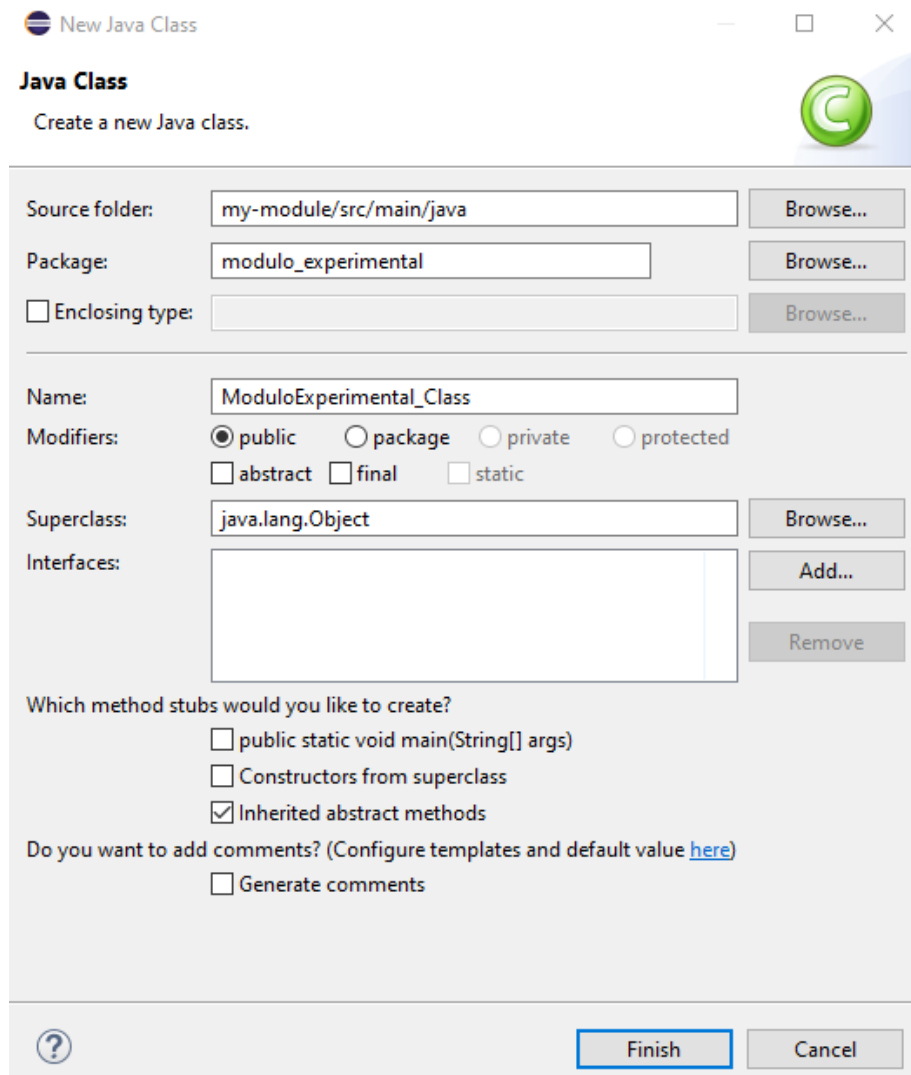 New Java Class
Java Class
Create a new Java class.
Source folder: my-module/src/main/java Browse...
Package: modulo_experimental Browse...
Enclosing type: Browse...
Name: ModuloExperimental_Class
Modifiers: public package private protected
abstract final static
Superclass: java.lang.Object Browse...
Interfaces: Add...
Remove
Which method stubs would you like to create?
public static void main(String[] args)
Constructors from superclass
Inherited abstract methods
Do you want to add comments? (Configure templates and default value here)
Generate comments
? Finish Cancel